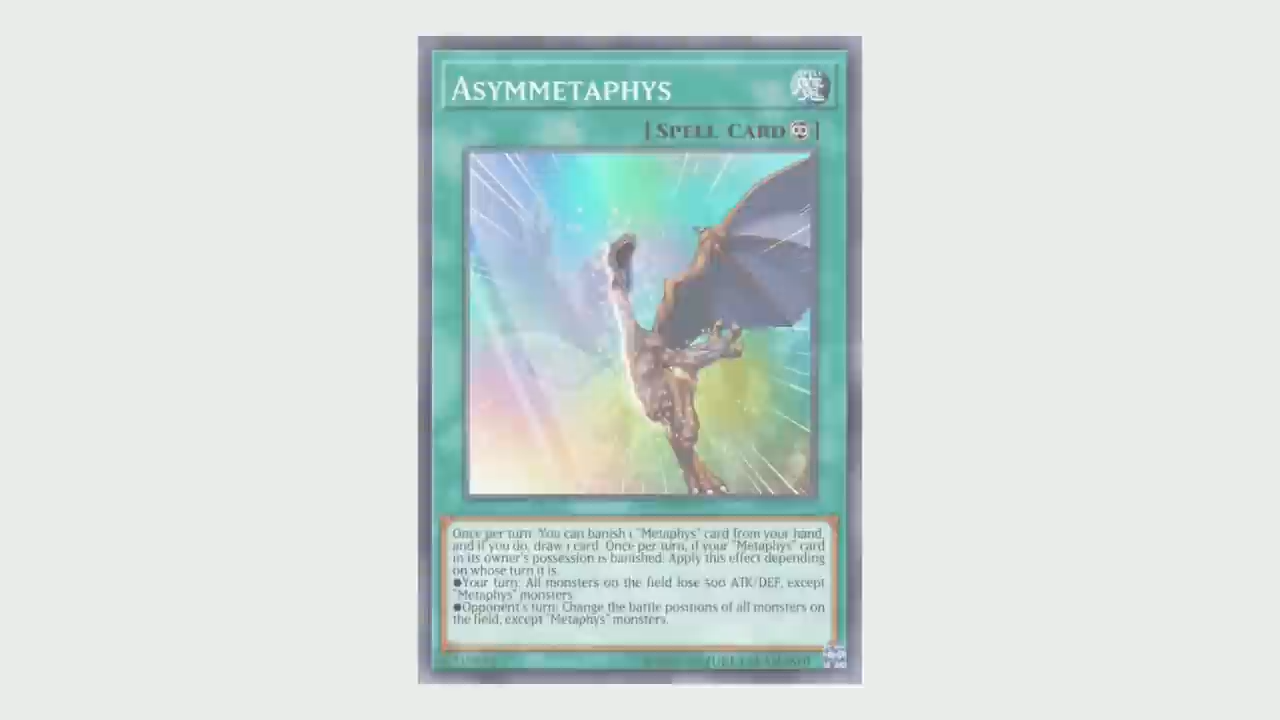 ASYMMETAPHYS
魔
[SPELL CARD]
Once per turn: You can banish 1 "Metaphys" card from your hand,
and if you do, draw 1 card. Once per turn, if your "Metaphys" card
in its owner's possession is banished: Apply this effect depending
on whose turn it is.
●Your turn: All monsters on the field lose 500 ATK/DEF, except
"Metaphys" monsters.
●Opponent's turn: Change the battle positions of all monsters on
the field, except "Metaphys" monsters.